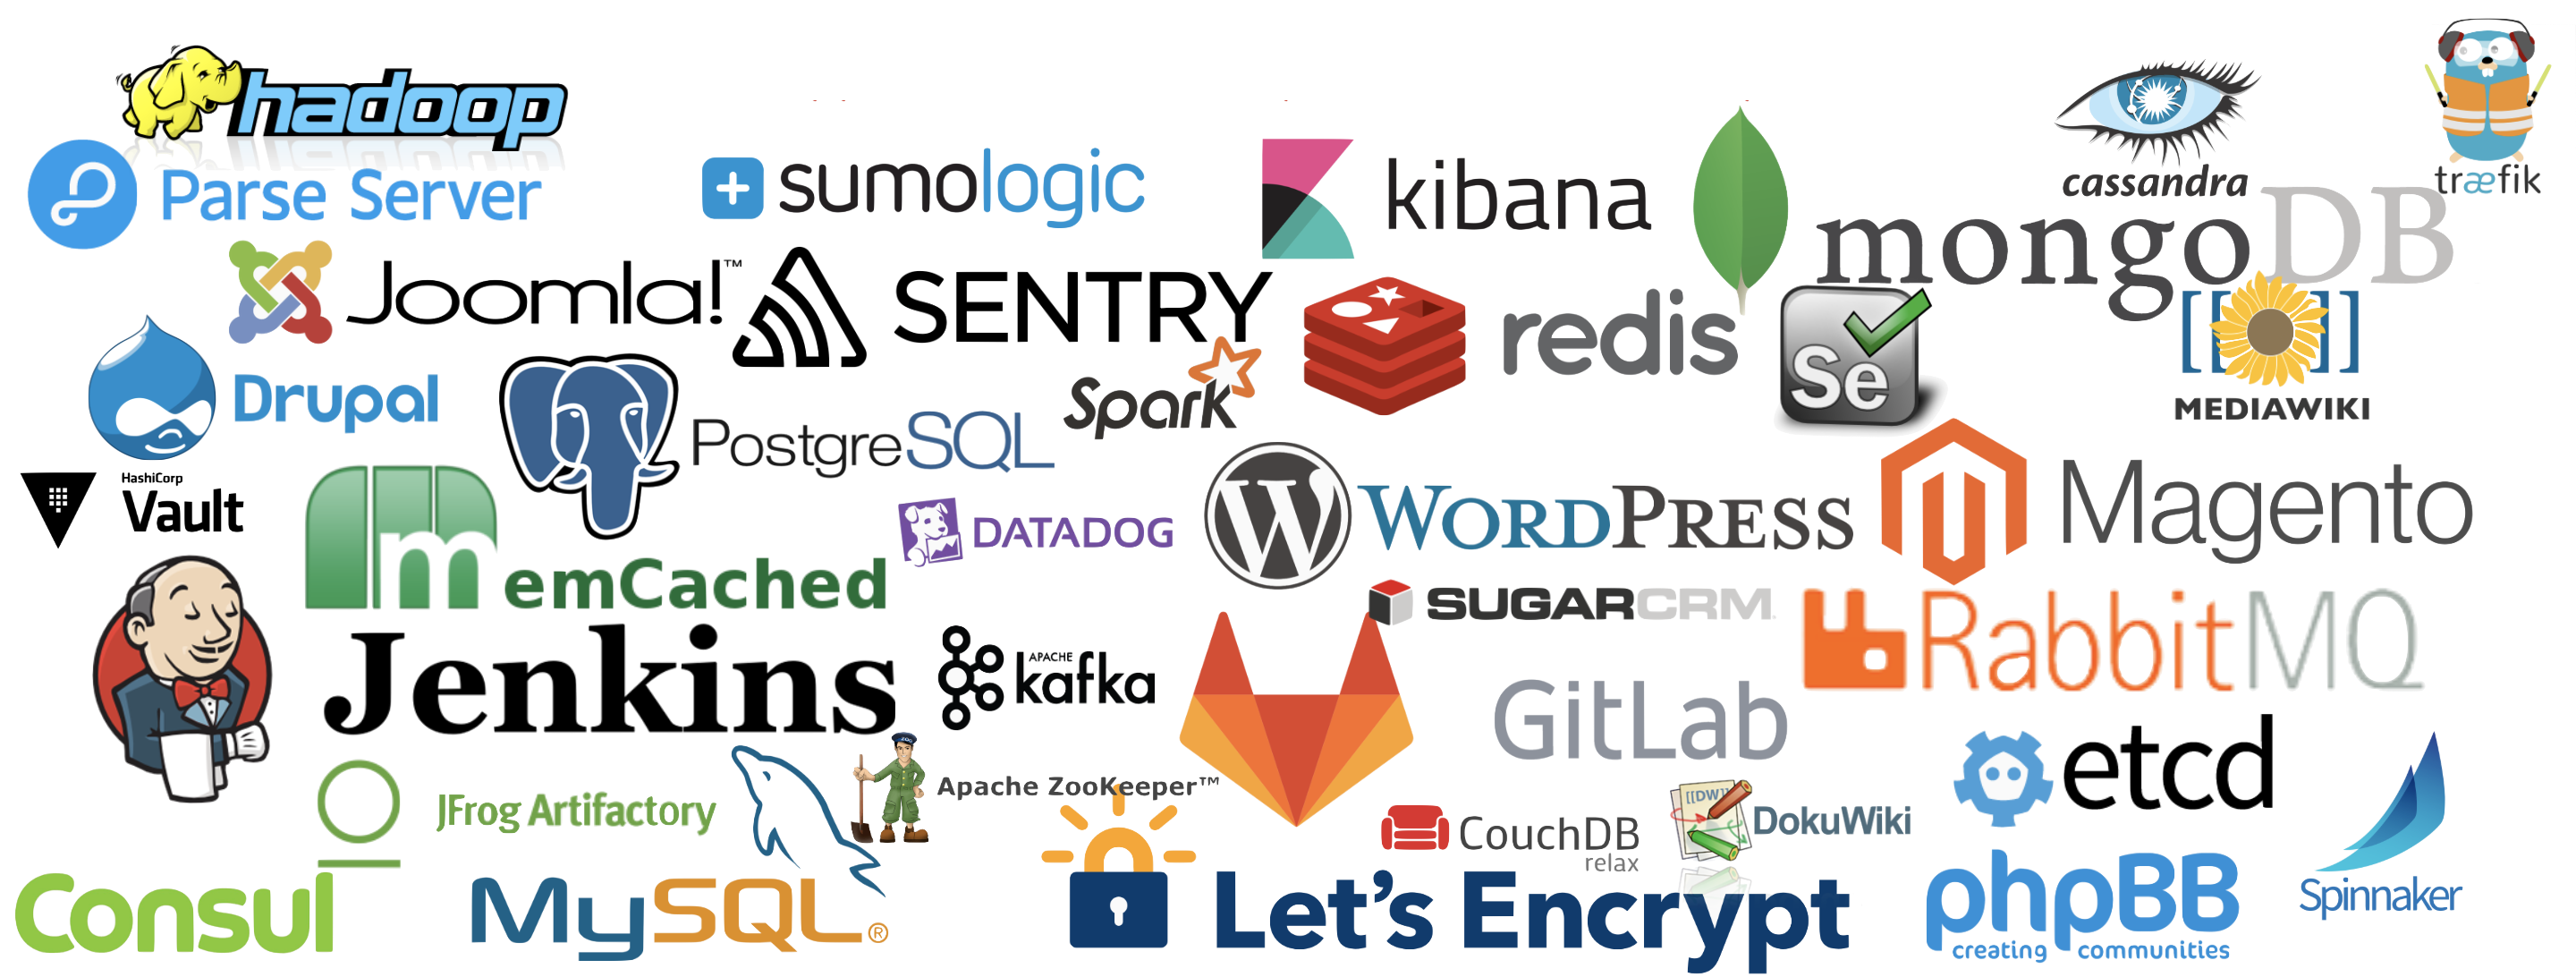 hadoop
Parse Server
sumologic
kibana
cassandra
træfik
mongoDB
Joomla!™
SENTRY
redis
Se
[[ ]]
MEDIAWIKI
Drupal
PostgreSQL
Spark
HashiCorp
Vault
memCached
DATADOG
W WORDPRESS
Magento
SUGARCRM
RabbitMQ
Jenkins
APACHE
kafka
GitLab
etcd
JFrog Artifactory
ZOO
Apache ZooKeeper™
CouchDB
relax
[[DW]]
DokuWiki
Spinnaker
Consul
MySQL®
Let's Encrypt
phpBB
creating communities